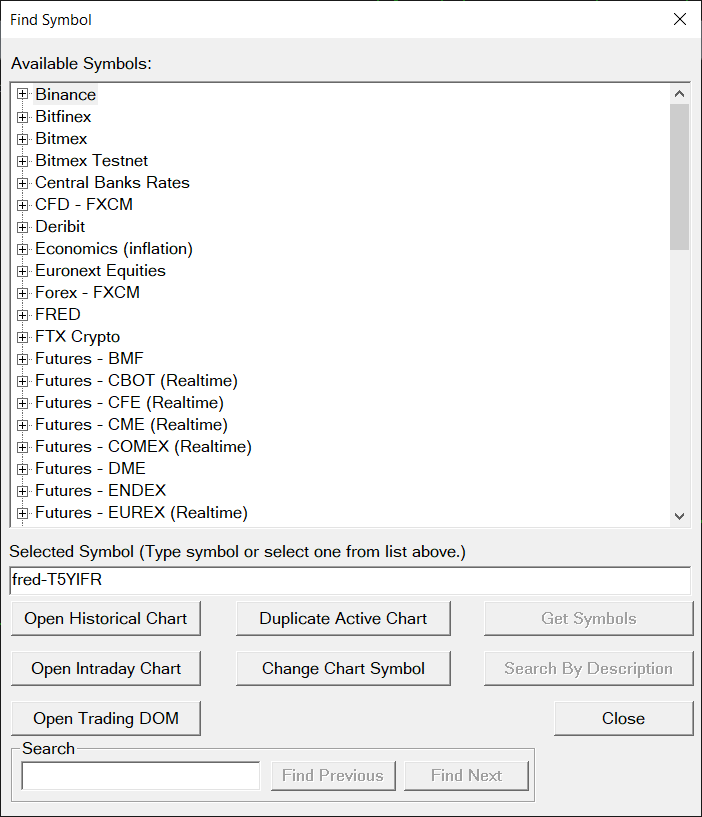 Find Symbol
Available Symbols:
Binance
Bitfinex
Bitmex
Bitmex Testnet
Central Banks Rates
CFD - FXCM
Deribit
Economics (inflation)
Euronext Equities
Forex - FXCM
FRED
FTX Crypto
Futures - BMF
Futures - CBOT (Realtime)
Futures - CFE (Realtime)
Futures - CME (Realtime)
Futures - COMEX (Realtime)
Futures - DME
Futures - ENDEX
Futures - EUREX (Realtime)
Selected Symbol (Type symbol or select one from list above.)
fred-T5YIFR
Open Historical Chart Duplicate Active Chart Get Symbols
Open Intraday Chart Change Chart Symbol Search By Description
Open Trading DOM Close
Search
Find Previous Find Next